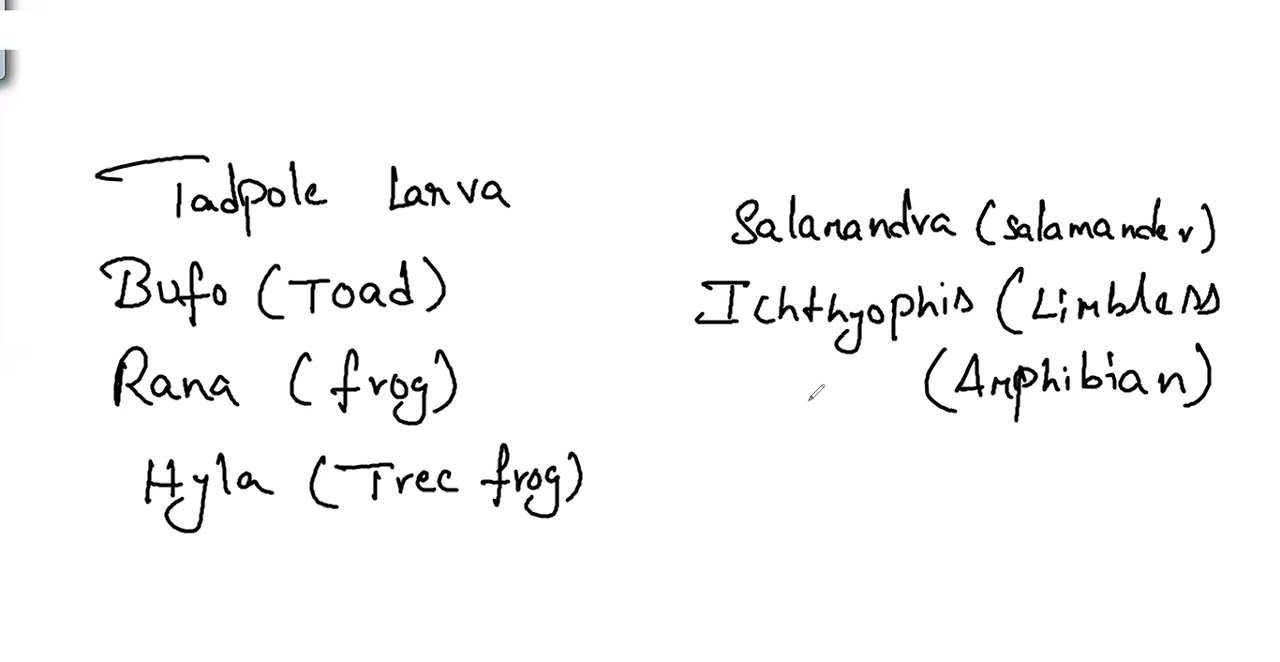 Tadpole Larva
Bufo (Toad)
Rana (frog)
Hyla (Tree frog)
Salamandra (Salamander)
Ichthyophis (Limbless
(Amphibian)